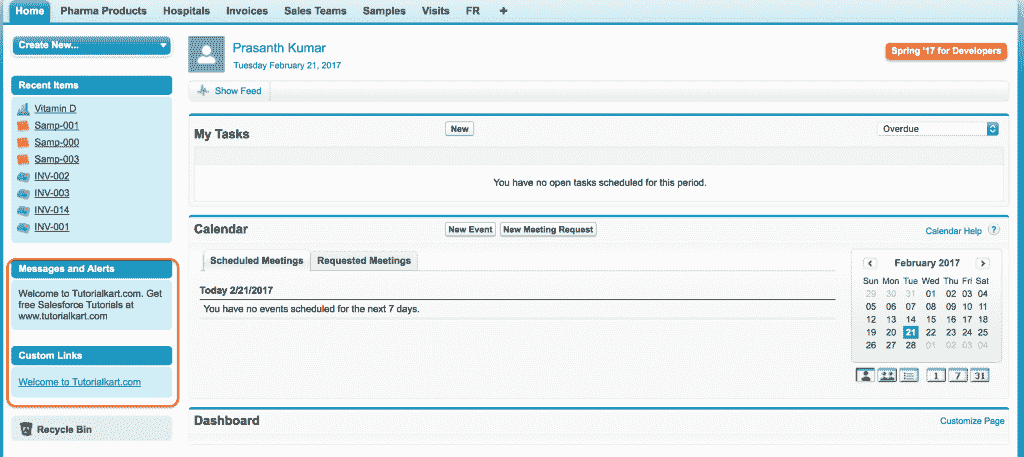 Home Pharma Products Hospitals Invoices Sales Teams Samples Visits FR +
Create New...
Prasanth Kumar
Tuesday February 21, 2017
Spring '17 for Developers
Show Feed
Recent Items
Vitamin D
Samp-001
Samp-000
Samp-003
INV-002
INV-003
INV-014
INV-001
Messages and Alerts
Welcome to Tutorialkart.com. Get
free Salesforce Tutorials at
www.tutorialkart.com
Custom Links
Welcome to Tutorialkart.com
Recycle Bin
My Tasks
New
Overdue
You have no open tasks scheduled for this period.
Calendar
New Event New Meeting Request
Calendar Help ?
Scheduled Meetings Requested Meetings
Today 2/21/2017
You have no events scheduled for the next 7 days.
February 2017
Sun Mon Tue Wed Thu Fri Sat
29 30 31 01 02 03 04
05 06 07 08 09 10 11
12 13 14 15 16 17 18
19 20 21 22 23 24 25
26 27 28 01 02 03 04
1 7 31
Dashboard
Customize Page